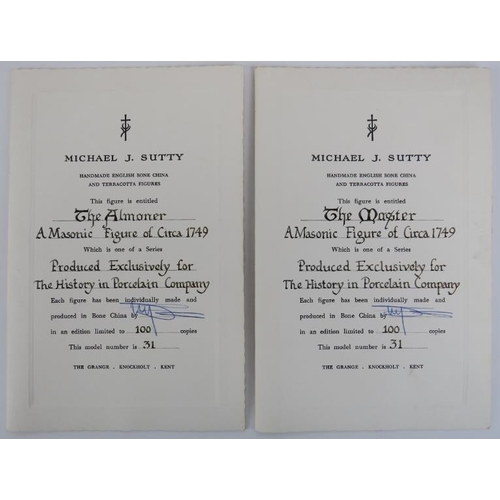 MICHAEL J. SUTTY
HANDMADE ENGLISH BONE CHINA
AND TERRACOTTA FIGURES
This figure is entitled
The Almoner
A Masonic Figure of Circa 1749
Which is one of a Series
Produced Exclusively for
The History in Porcelain Company
Each figure has been individually made and
produced in Bone China by
in an edition limited to 100 copies
This model number is 31
THE GRANGE . KNOCKHOLT . KENT
MICHAEL J. SUTTY
HANDMADE ENGLISH BONE CHINA
AND TERRACOTTA FIGURES
This figure is entitled
The Master
A Masonic Figure of Circa 1749
Which is one of a Series
Produced Exclusively for
The History in Porcelain Company
Each figure has been individually made and
produced in Bone China by
in an edition limited to 100 copies
This model number is 31
THE GRANGE . KNOCKHOLT . KENT